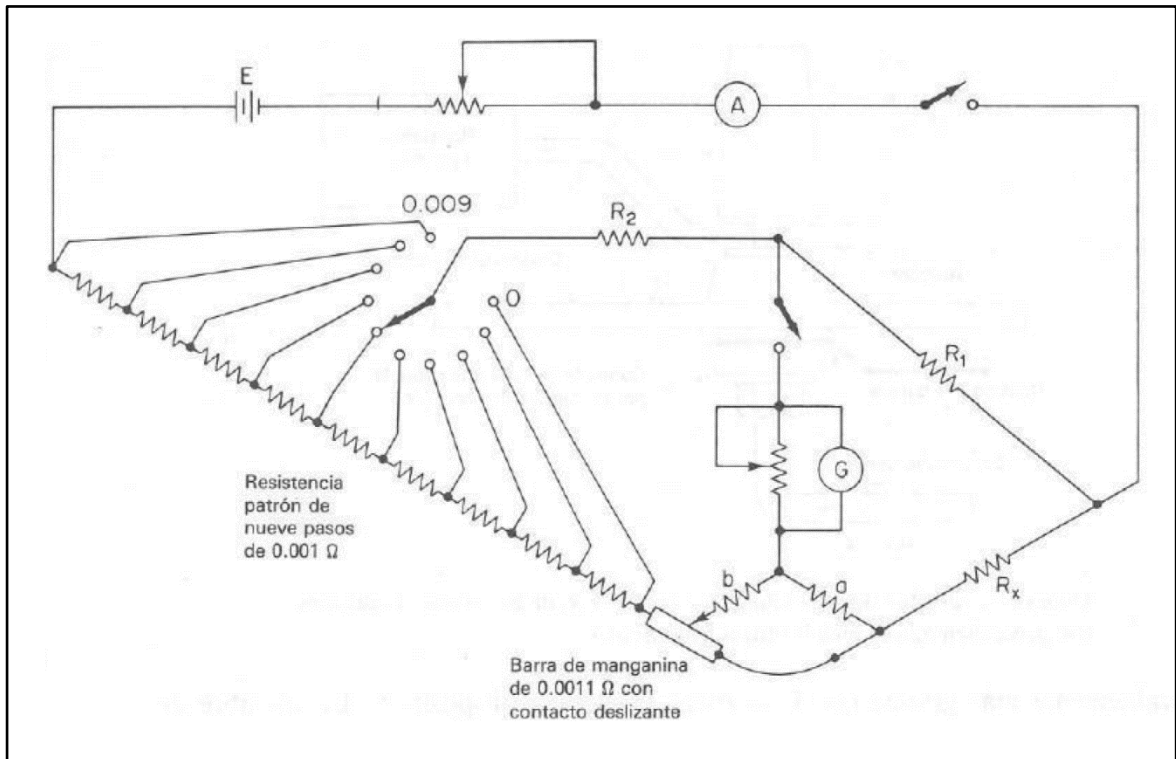 E
A
0.009
R2
0
R1
G
Resistencia
patrón de
nueve pasos
de 0.001 Ω
b
a
Rx
Barra de manganina
de 0.0011 Ω con
contacto deslizante